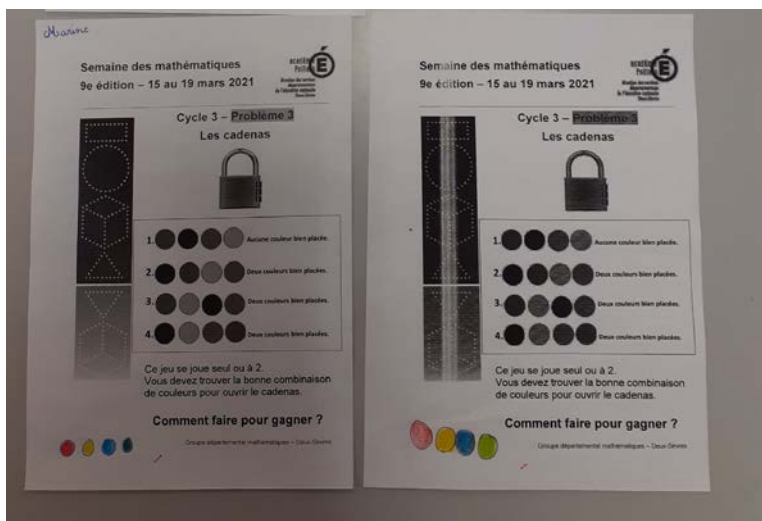 Marine
Semaine des mathématiques
9e édition – 15 au 19 mars 2021
Cycle 3 – Problème 3
Les cadenas
1. Aucune couleur bien placée.
2. Deux couleurs bien placées.
3. Deux couleurs bien placées.
4. Deux couleurs bien placées.
Ce jeu se joue seul ou à 2.
Vous devez trouver la bonne combinaison
de couleurs pour ouvrir le cadenas.
Comment faire pour gagner ?
Groupe départemental mathématiques – Deux-Sèvres
Semaine des mathématiques
9e édition – 15 au 19 mars 2021
Cycle 3 – Problème 3
Les cadenas
1. Aucune couleur bien placée.
2. Deux couleurs bien placées.
3. Deux couleurs bien placées.
4. Deux couleurs bien placées.
Ce jeu se joue seul ou à 2.
Vous devez trouver la bonne combinaison
de couleurs pour ouvrir le cadenas.
Comment faire pour gagner ?
Groupe départemental mathématiques – Deux-Sèvres